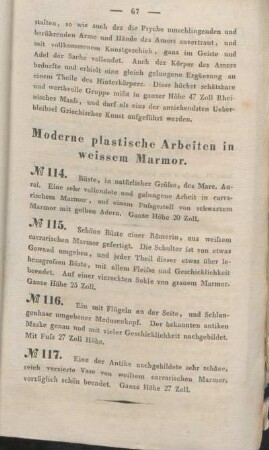 — 67 —
stalten, so wie auch der die Psyche umschlingenden und
berührenden Arme und Hände des Amors anvertraut, und
mit vollkommenem Kunstgeschick, ganz im Geiste und
Adel der Sache vollendet. Auch der Körper des Amors
bedurfte und erhielt eine gleich gelungene Ergänzung an
einem Theile des Hinterkörpers. Diese höchst schätzbare
und werthvolle Gruppe mißt in ganzer Höhe 47 Zoll Rhei-
nisches Maaß, und darf als eins der anziehendsten Ueber-
bleibsel Griechischer Kunst aufgeführt werden.
Moderne plastische Arbeiten in
weissem Marmor.
№ 114. Büste, in natürlicher Größe, des Marc. Au-
rel. Eine sehr vollendete und gelungene Arbeit in carra-
rischem Marmor, auf einem Fußgestell von schwarzem
Marmor mit gelben Adern. Ganze Höhe 20 Zoll.
№ 115. Schöne Büste einer Römerin, aus weißem
carrarischen Marmor gefertigt. Die Schulter ist von etwas
Gewand umgeben, und jeder Theil dieser etwas
erhobenen Büste, mit allem Fleiße und Geschicklichkeit
beendet. Auf einer viereckten Sokle von grauem Marmor.
Ganze Höhe 25 Zoll.
№ 116. Ein mit Flügeln an der Seite, und Schlan-
genhaar umgebener Medusenkopf. Der bekannten antiken
Maske genau und mit vieler Geschicklichkeit nachgebildet.
Mit Fuß 27 Zoll Höhe.
№ 117. Eine der Antike nachgebildete sehr schöne,
reich verzierte Vase von weißem carrarischen Marmor,
vorzüglich schön beendet. Ganze Höhe 27 Zoll.